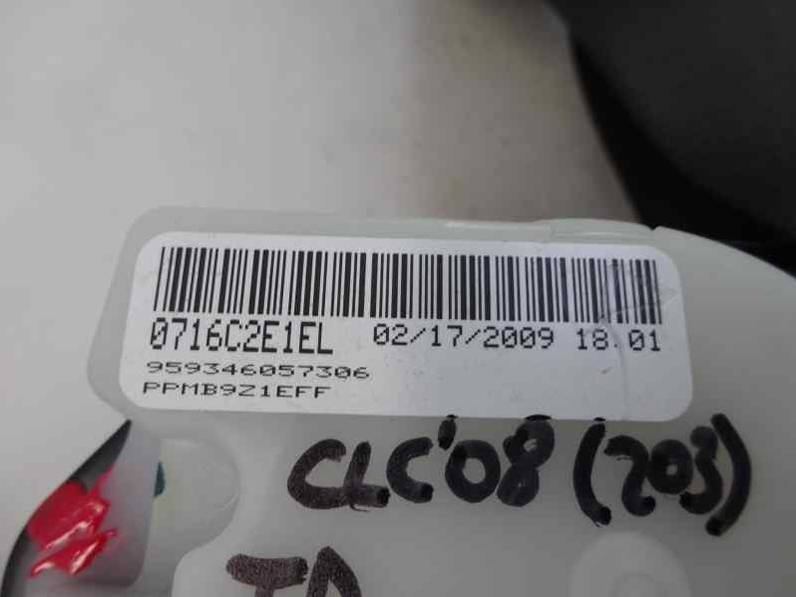 0716C2E1EL 02/17/2009 18:01
959346057306
PPMB9Z1EFF
CLC'08 (203)